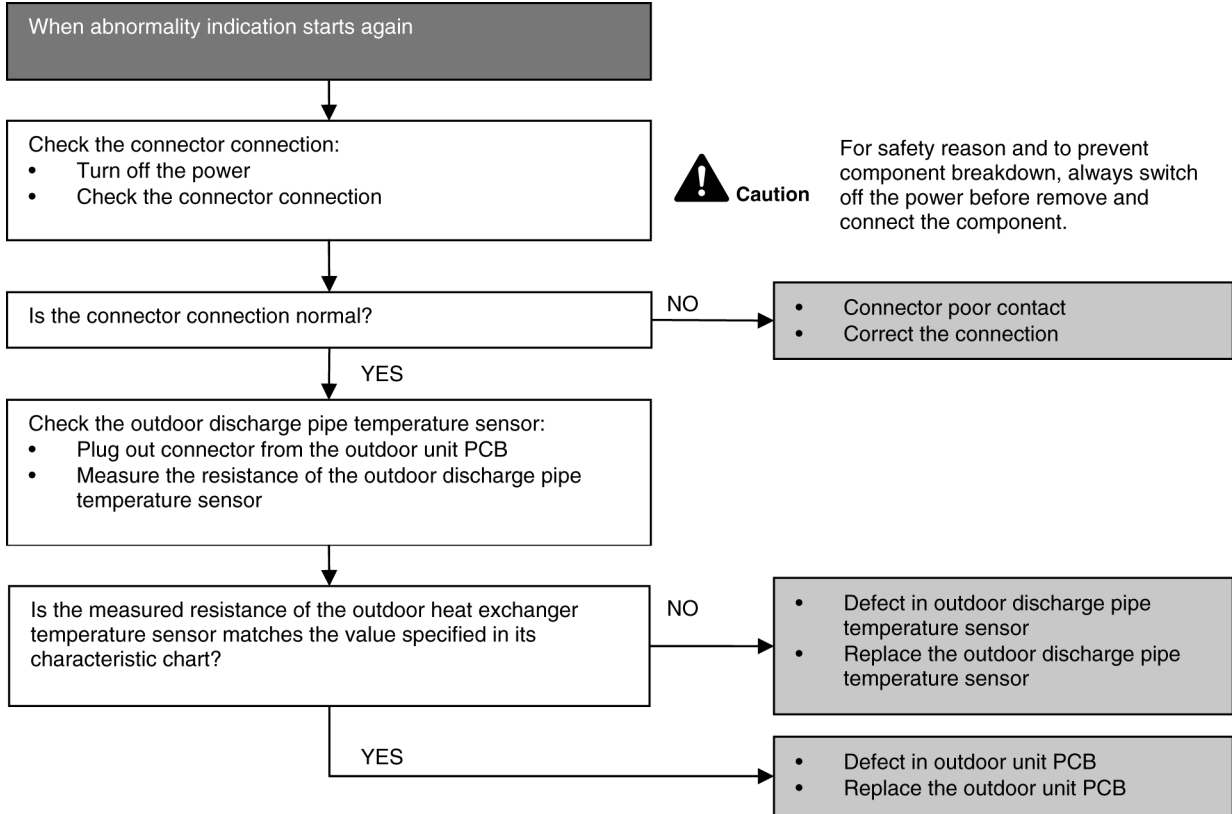 When abnormality indication starts again
Check the connector connection:
• Turn off the power
• Check the connector connection
Caution
For safety reason and to prevent
component breakdown, always switch
off the power before remove and
connect the component.
Is the connector connection normal?
NO
• Connector poor contact
• Correct the connection
YES
Check the outdoor discharge pipe temperature sensor:
• Plug out connector from the outdoor unit PCB
• Measure the resistance of the outdoor discharge pipe
temperature sensor
Is the measured resistance of the outdoor heat exchanger
temperature sensor matches the value specified in its
characteristic chart?
NO
• Defect in outdoor discharge pipe
temperature sensor
• Replace the outdoor discharge pipe
temperature sensor
YES
• Defect in outdoor unit PCB
• Replace the outdoor unit PCB